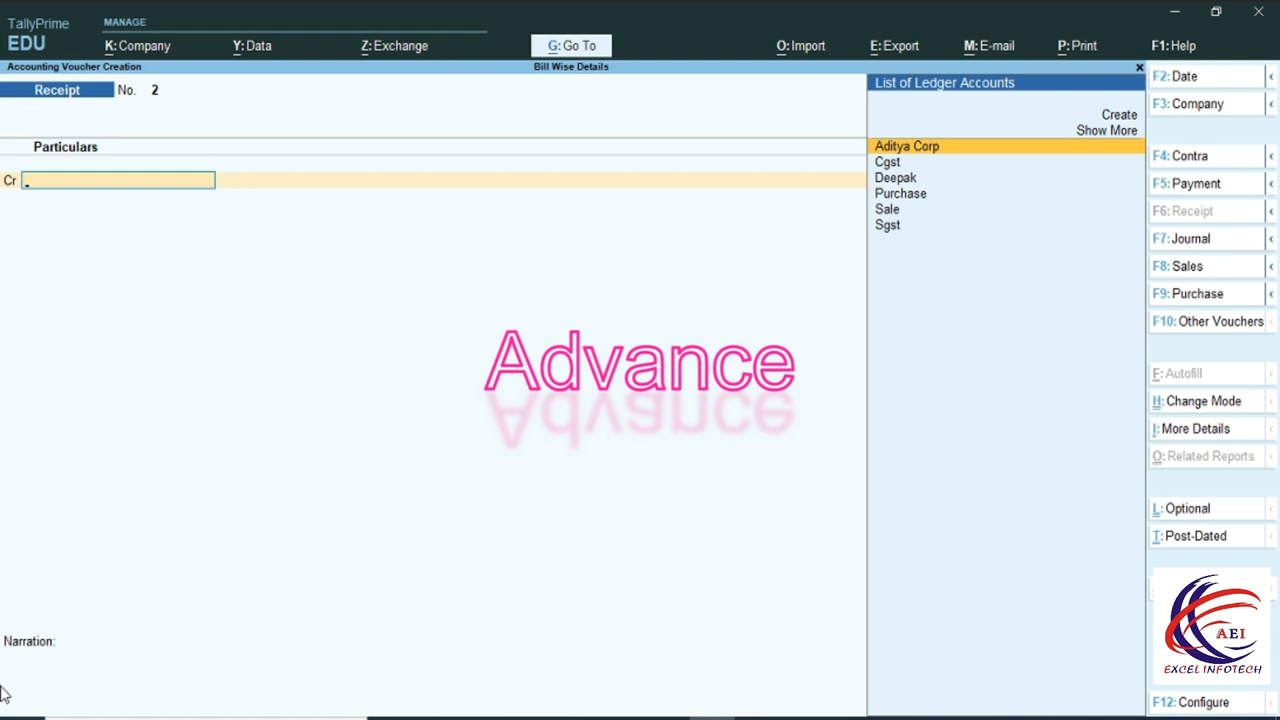 TallyPrime
EDU
MANAGE
K: Company
Y: Data
Z: Exchange
G: Go To
O: Import
E: Export
M: E-mail
P: Print
F1: Help
Accounting Voucher Creation
Bill Wise Details
Receipt No. 2
Particulars
Cr
List of Ledger Accounts
Create
Show More
Aditya Corp
Cgst
Deepak
Purchase
Sale
Sgst
Advance
Narration:
F2: Date
F3: Company
F4: Contra
F5: Payment
F6: Receipt
F7: Journal
F8: Sales
F9: Purchase
F10: Other Vouchers
E: Autofill
H: Change Mode
I: More Details
O: Related Reports
L: Optional
T: Post-Dated
AEI
EXCEL INFOTECH
F12: Configure